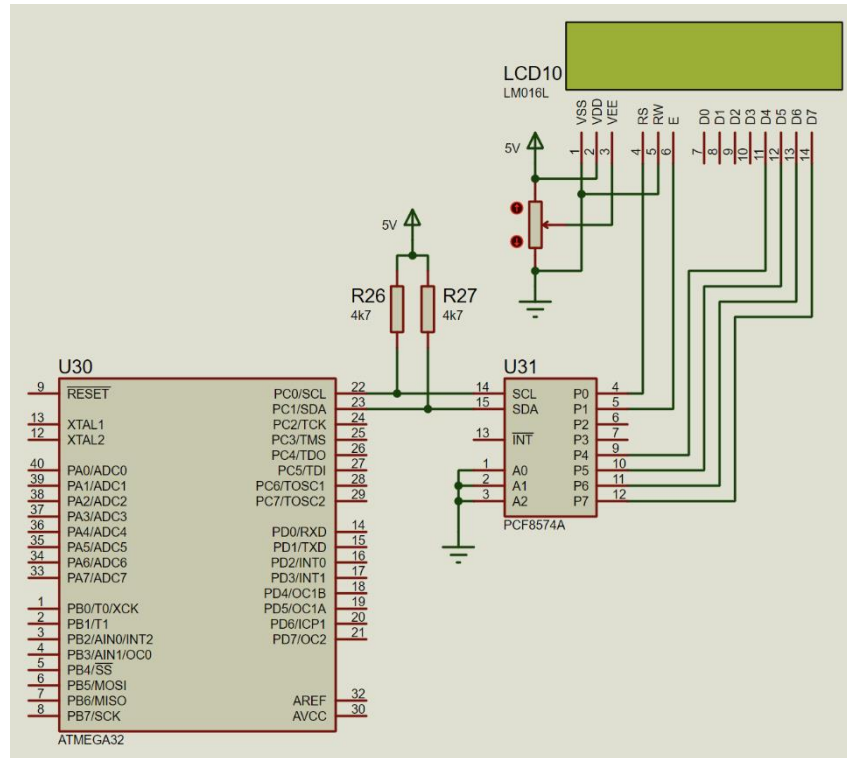 LCD10
LM016L
VSS
VDD
VEE
RS
RW
E
D0
D1
D2
D3
D4
D5
D6
D7
1
2
3
4
5
6
7
8
9
10
11
12
13
14
5V
5V
R26
4k7
R27
4k7
U30
9 RESET PC0/SCL 22
PC1/SDA 23
13 XTAL1 PC2/TCK 24
12 XTAL2 PC3/TMS 25
PC4/TDO 26
40 PA0/ADC0 PC5/TDI 27
39 PA1/ADC1 PC6/TOSC1 28
38 PA2/ADC2 PC7/TOSC2 29
37 PA3/ADC3
36 PA4/ADC4 PD0/RXD 14
35 PA5/ADC5 PD1/TXD 15
34 PA6/ADC6 PD2/INT0 16
33 PA7/ADC7 PD3/INT1 17
PD4/OC1B 18
1 PB0/T0/XCK PD5/OC1A 19
2 PB1/T1 PD6/ICP1 20
3 PB2/AIN0/INT2 PD7/OC2 21
4 PB3/AIN1/OC0
5 PB4/SS
6 PB5/MOSI
7 PB6/MISO AREF 32
8 PB7/SCK AVCC 30
ATMEGA32
U31
14 SCL P0 4
15 SDA P1 5
P2 6
13 INT P3 7
P4 9
1 A0 P5 10
2 A1 P6 11
3 A2 P7 12
PCF8574A